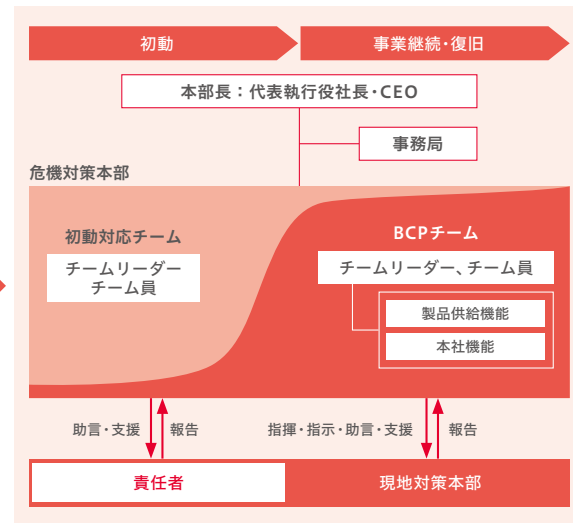 初動
事業継続・復旧
本部長：代表執行役社長・CEO
事務局
危機対策本部
初動対応チーム
チームリーダー
チーム員
BCPチーム
チームリーダー、チーム員
製品供給機能
本社機能
助言・支援
報告
指揮・指示・助言・支援
報告
責任者
現地対策本部